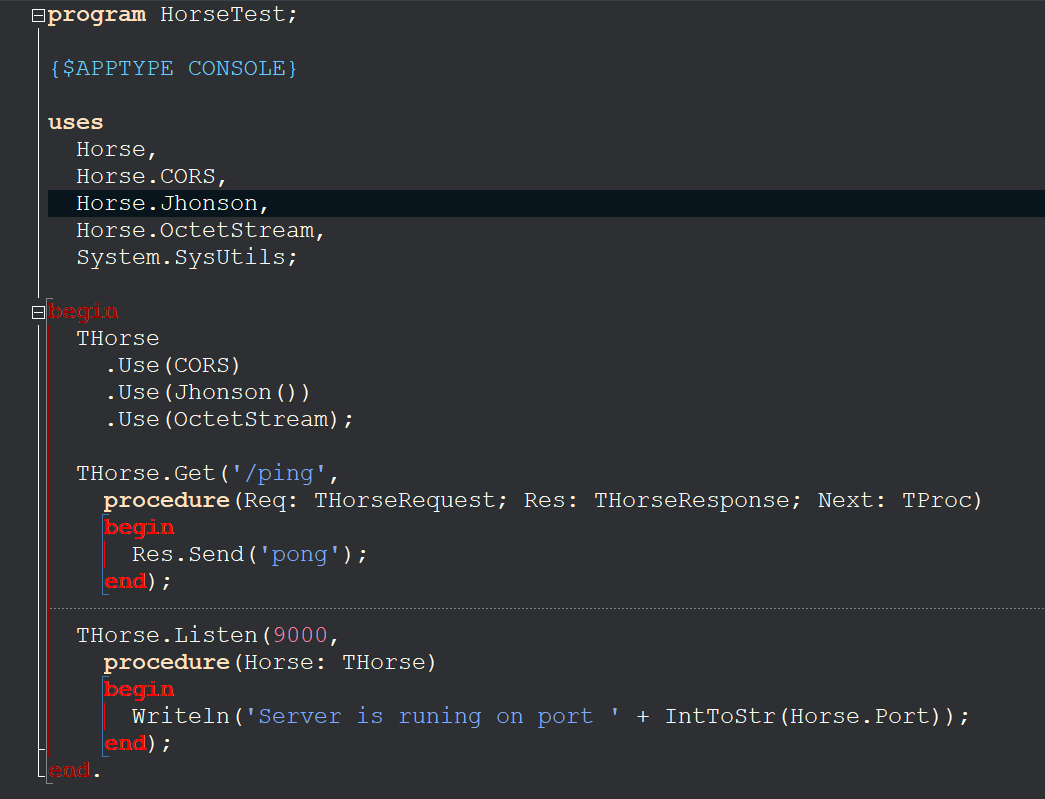 program HorseTest;
{$APPTYPE CONSOLE}
uses
Horse,
Horse.CORS,
Horse.Jhonson,
Horse.OctetStream,
System.SysUtils;
begin
THorse
.Use(CORS)
.Use(Jhonson())
.Use(OctetStream);
THorse.Get('/ping',
procedure(Req: THorseRequest; Res: THorseResponse; Next: TProc)
begin
Res.Send('pong');
end);
THorse.Listen(9000,
procedure(Horse: THorse)
begin
Writeln('Server is runing on port ' + IntToStr(Horse.Port));
end);
end.